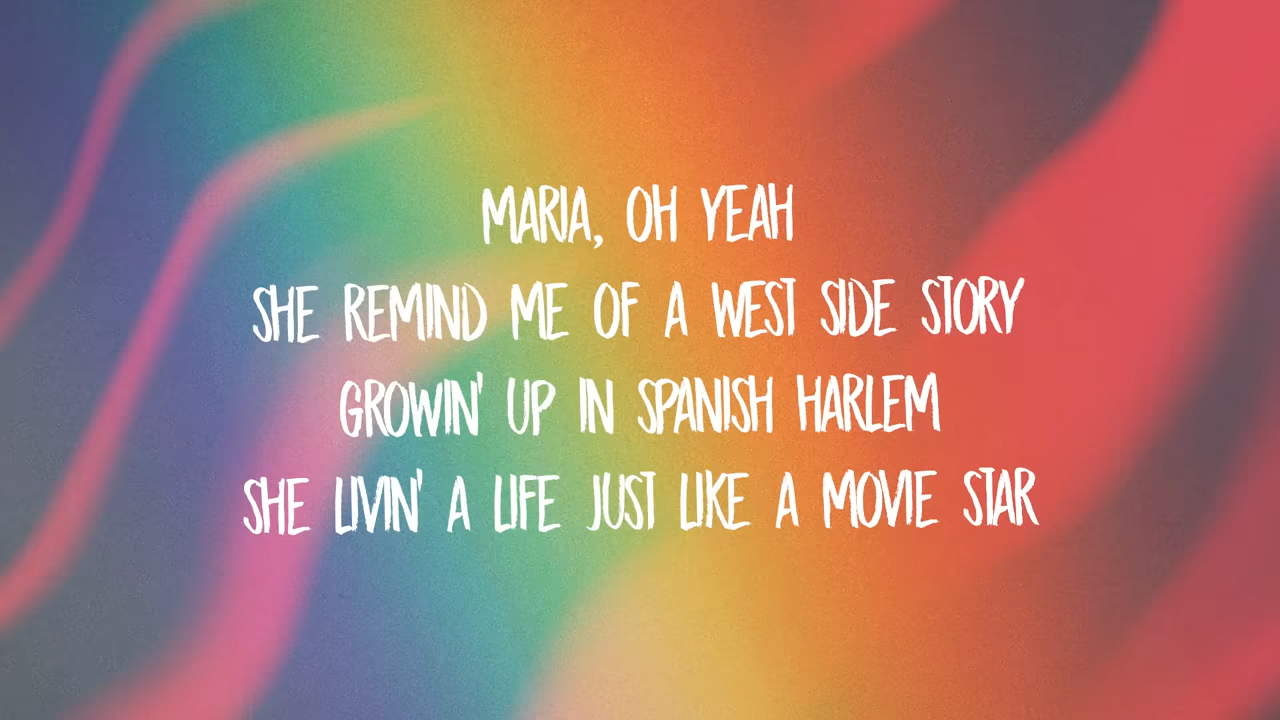 MARIA, OH YEAH
SHE REMIND ME OF A WEST SIDE STORY
GROWIN' UP IN SPANISH HARLEM
SHE LIVIN' A LIFE JUST LIKE A MOVIE STAR